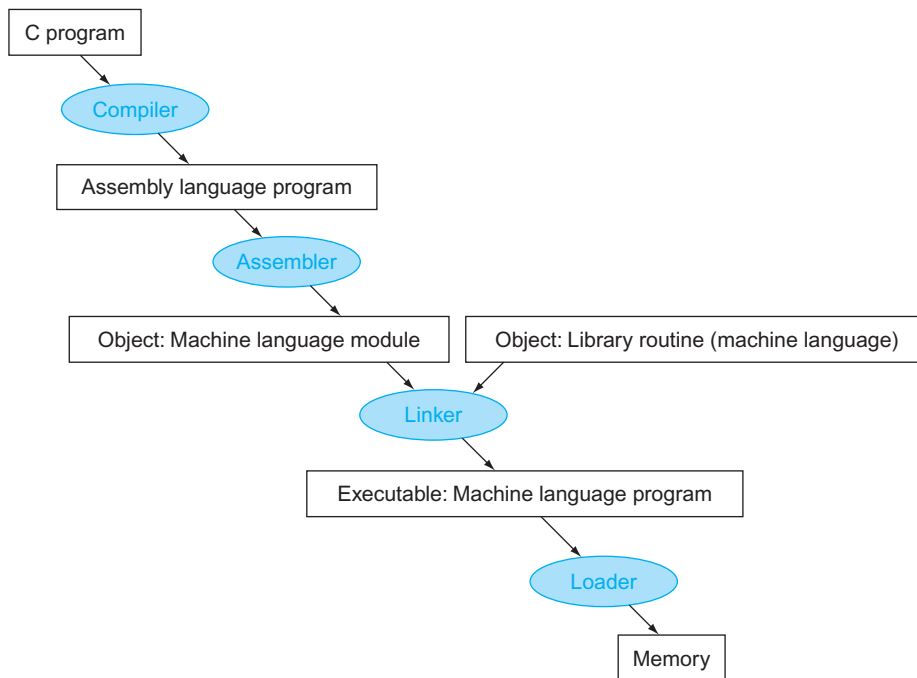 C program
Compiler
Assembly language program
Assembler
Object: Machine language module
Object: Library routine (machine language)
Linker
Executable: Machine language program
Loader
Memory